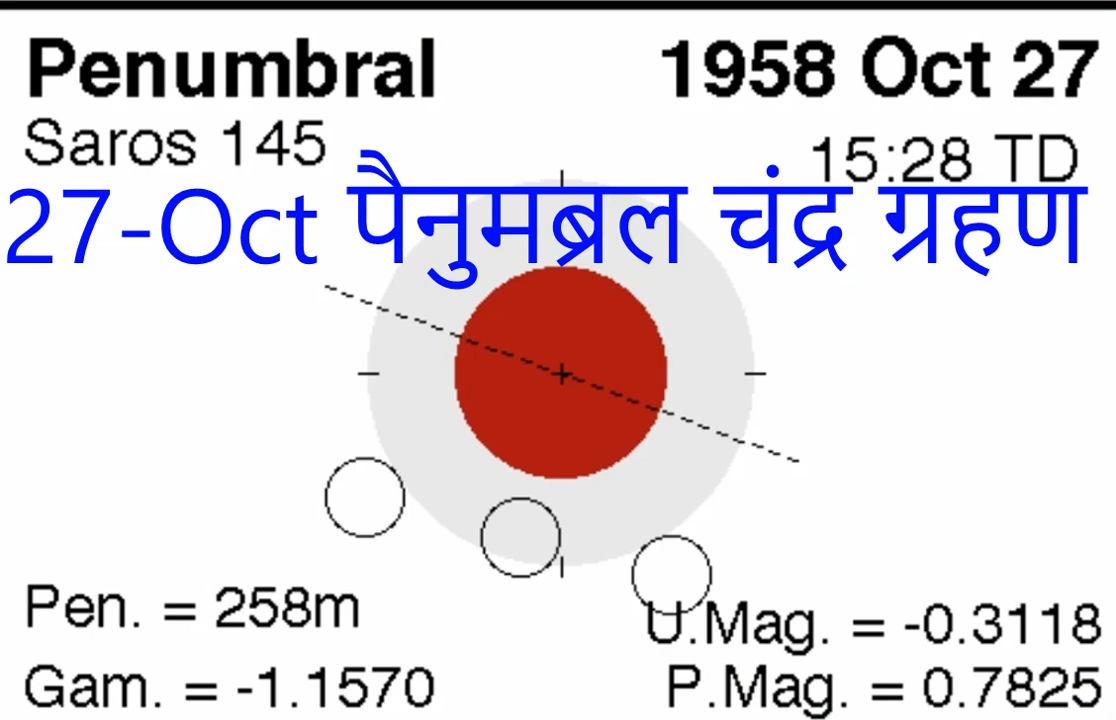 Penumbral 1958 Oct 27
Saros 145 15:28 TD
27-Oct पैनुमब्रल चंद्र ग्रहण
Pen. = 258m U.Mag. = -0.3118
Gam. = -1.1570 P.Mag. = 0.7825